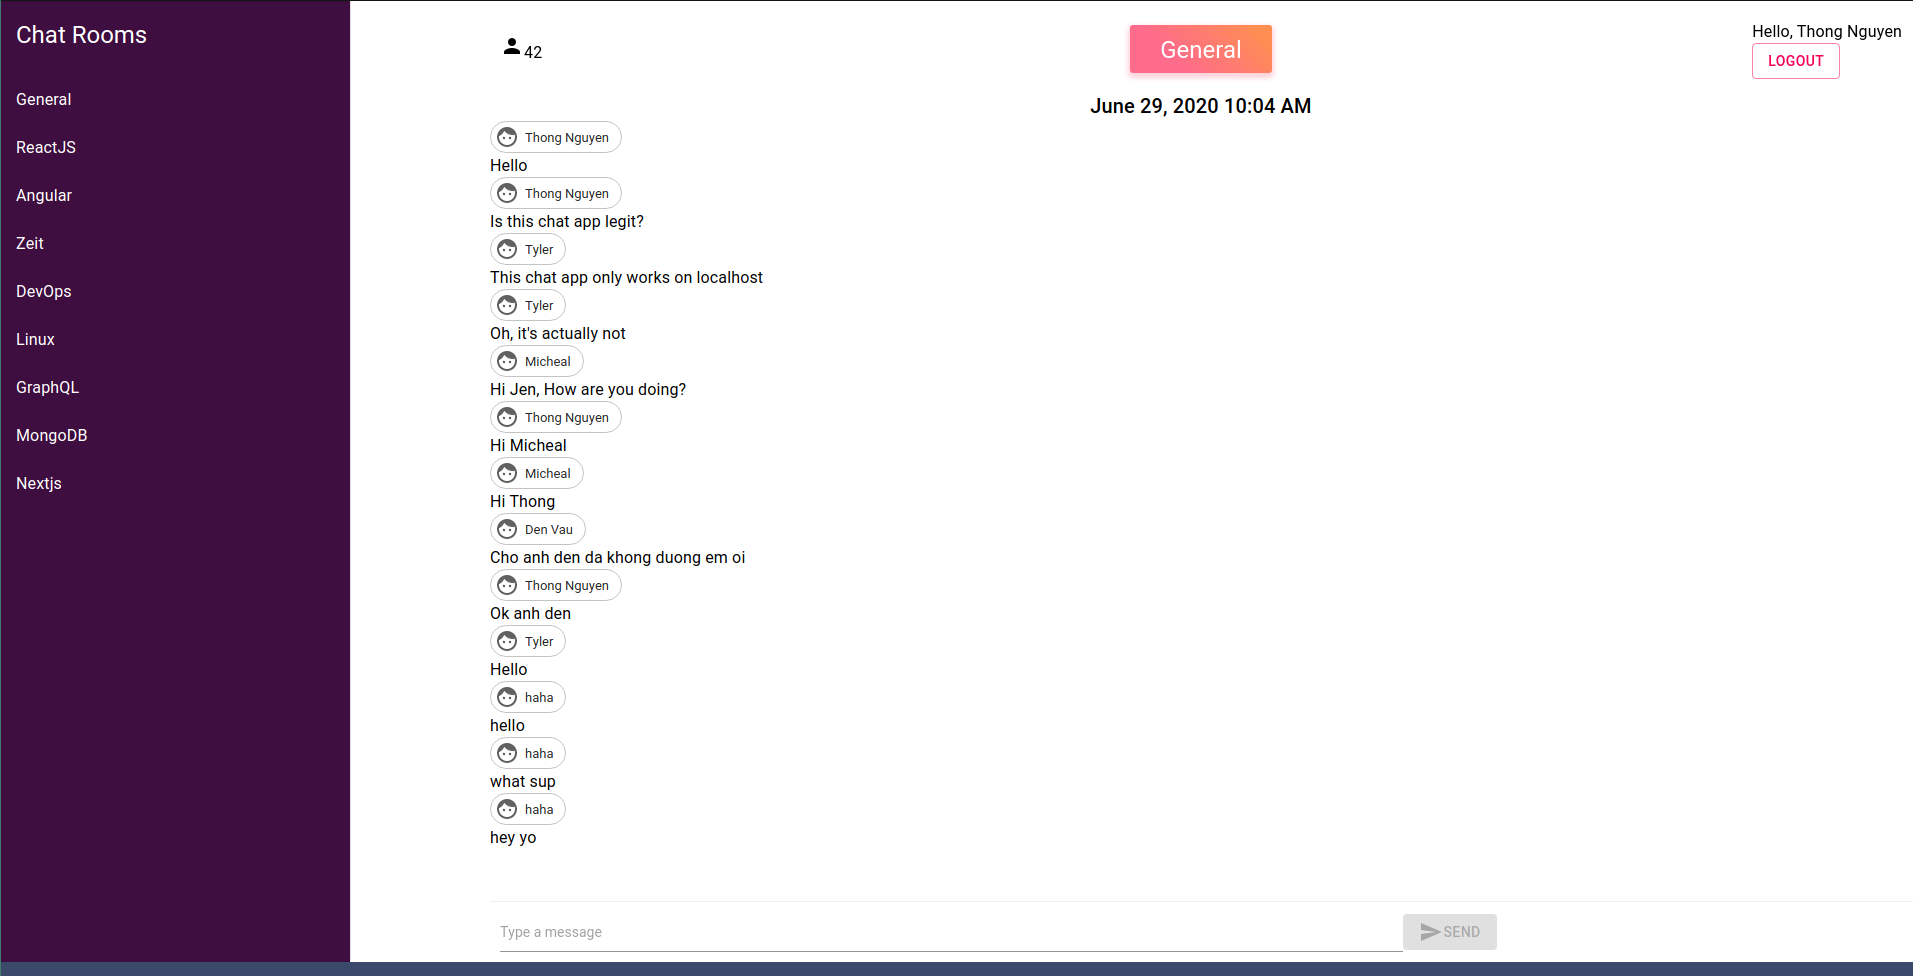 Chat Rooms
General
ReactJS
Angular
Zeit
DevOps
Linux
GraphQL
MongoDB
Nextjs
42
General
Hello, Thong Nguyen
LOGOUT
June 29, 2020 10:04 AM
Thong Nguyen
Hello
Thong Nguyen
Is this chat app legit?
Tyler
This chat app only works on localhost
Tyler
Oh, it's actually not
Micheal
Hi Jen, How are you doing?
Thong Nguyen
Hi Micheal
Micheal
Hi Thong
Den Vau
Cho anh den da khong duong em oi
Thong Nguyen
Ok anh den
Tyler
Hello
haha
hello
haha
what sup
haha
hey yo
Type a message
SEND